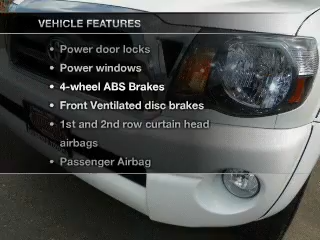 VEHICLE FEATURES
• Power door locks
• Power windows
• 4-wheel ABS Brakes
• Front Ventilated disc brakes
• 1st and 2nd row curtain head
airbags
• Passenger Airbag